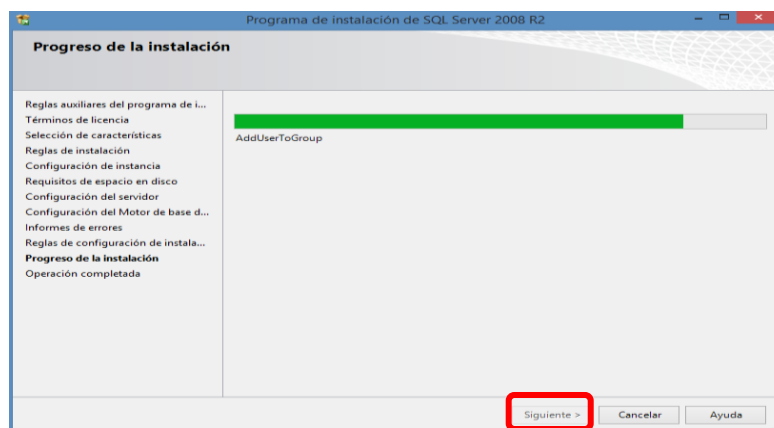 Programa de instalación de SQL Server 2008 R2
Progreso de la instalación
Reglas auxiliares del programa de i...
Términos de licencia
Selección de características
Reglas de instalación
Configuración de instancia
Requisitos de espacio en disco
Configuración del servidor
Configuración del Motor de base d...
Informes de errores
Reglas de configuración de instala...
Progreso de la instalación
Operación completada
AddUserToGroup
Siguiente > Cancelar Ayuda